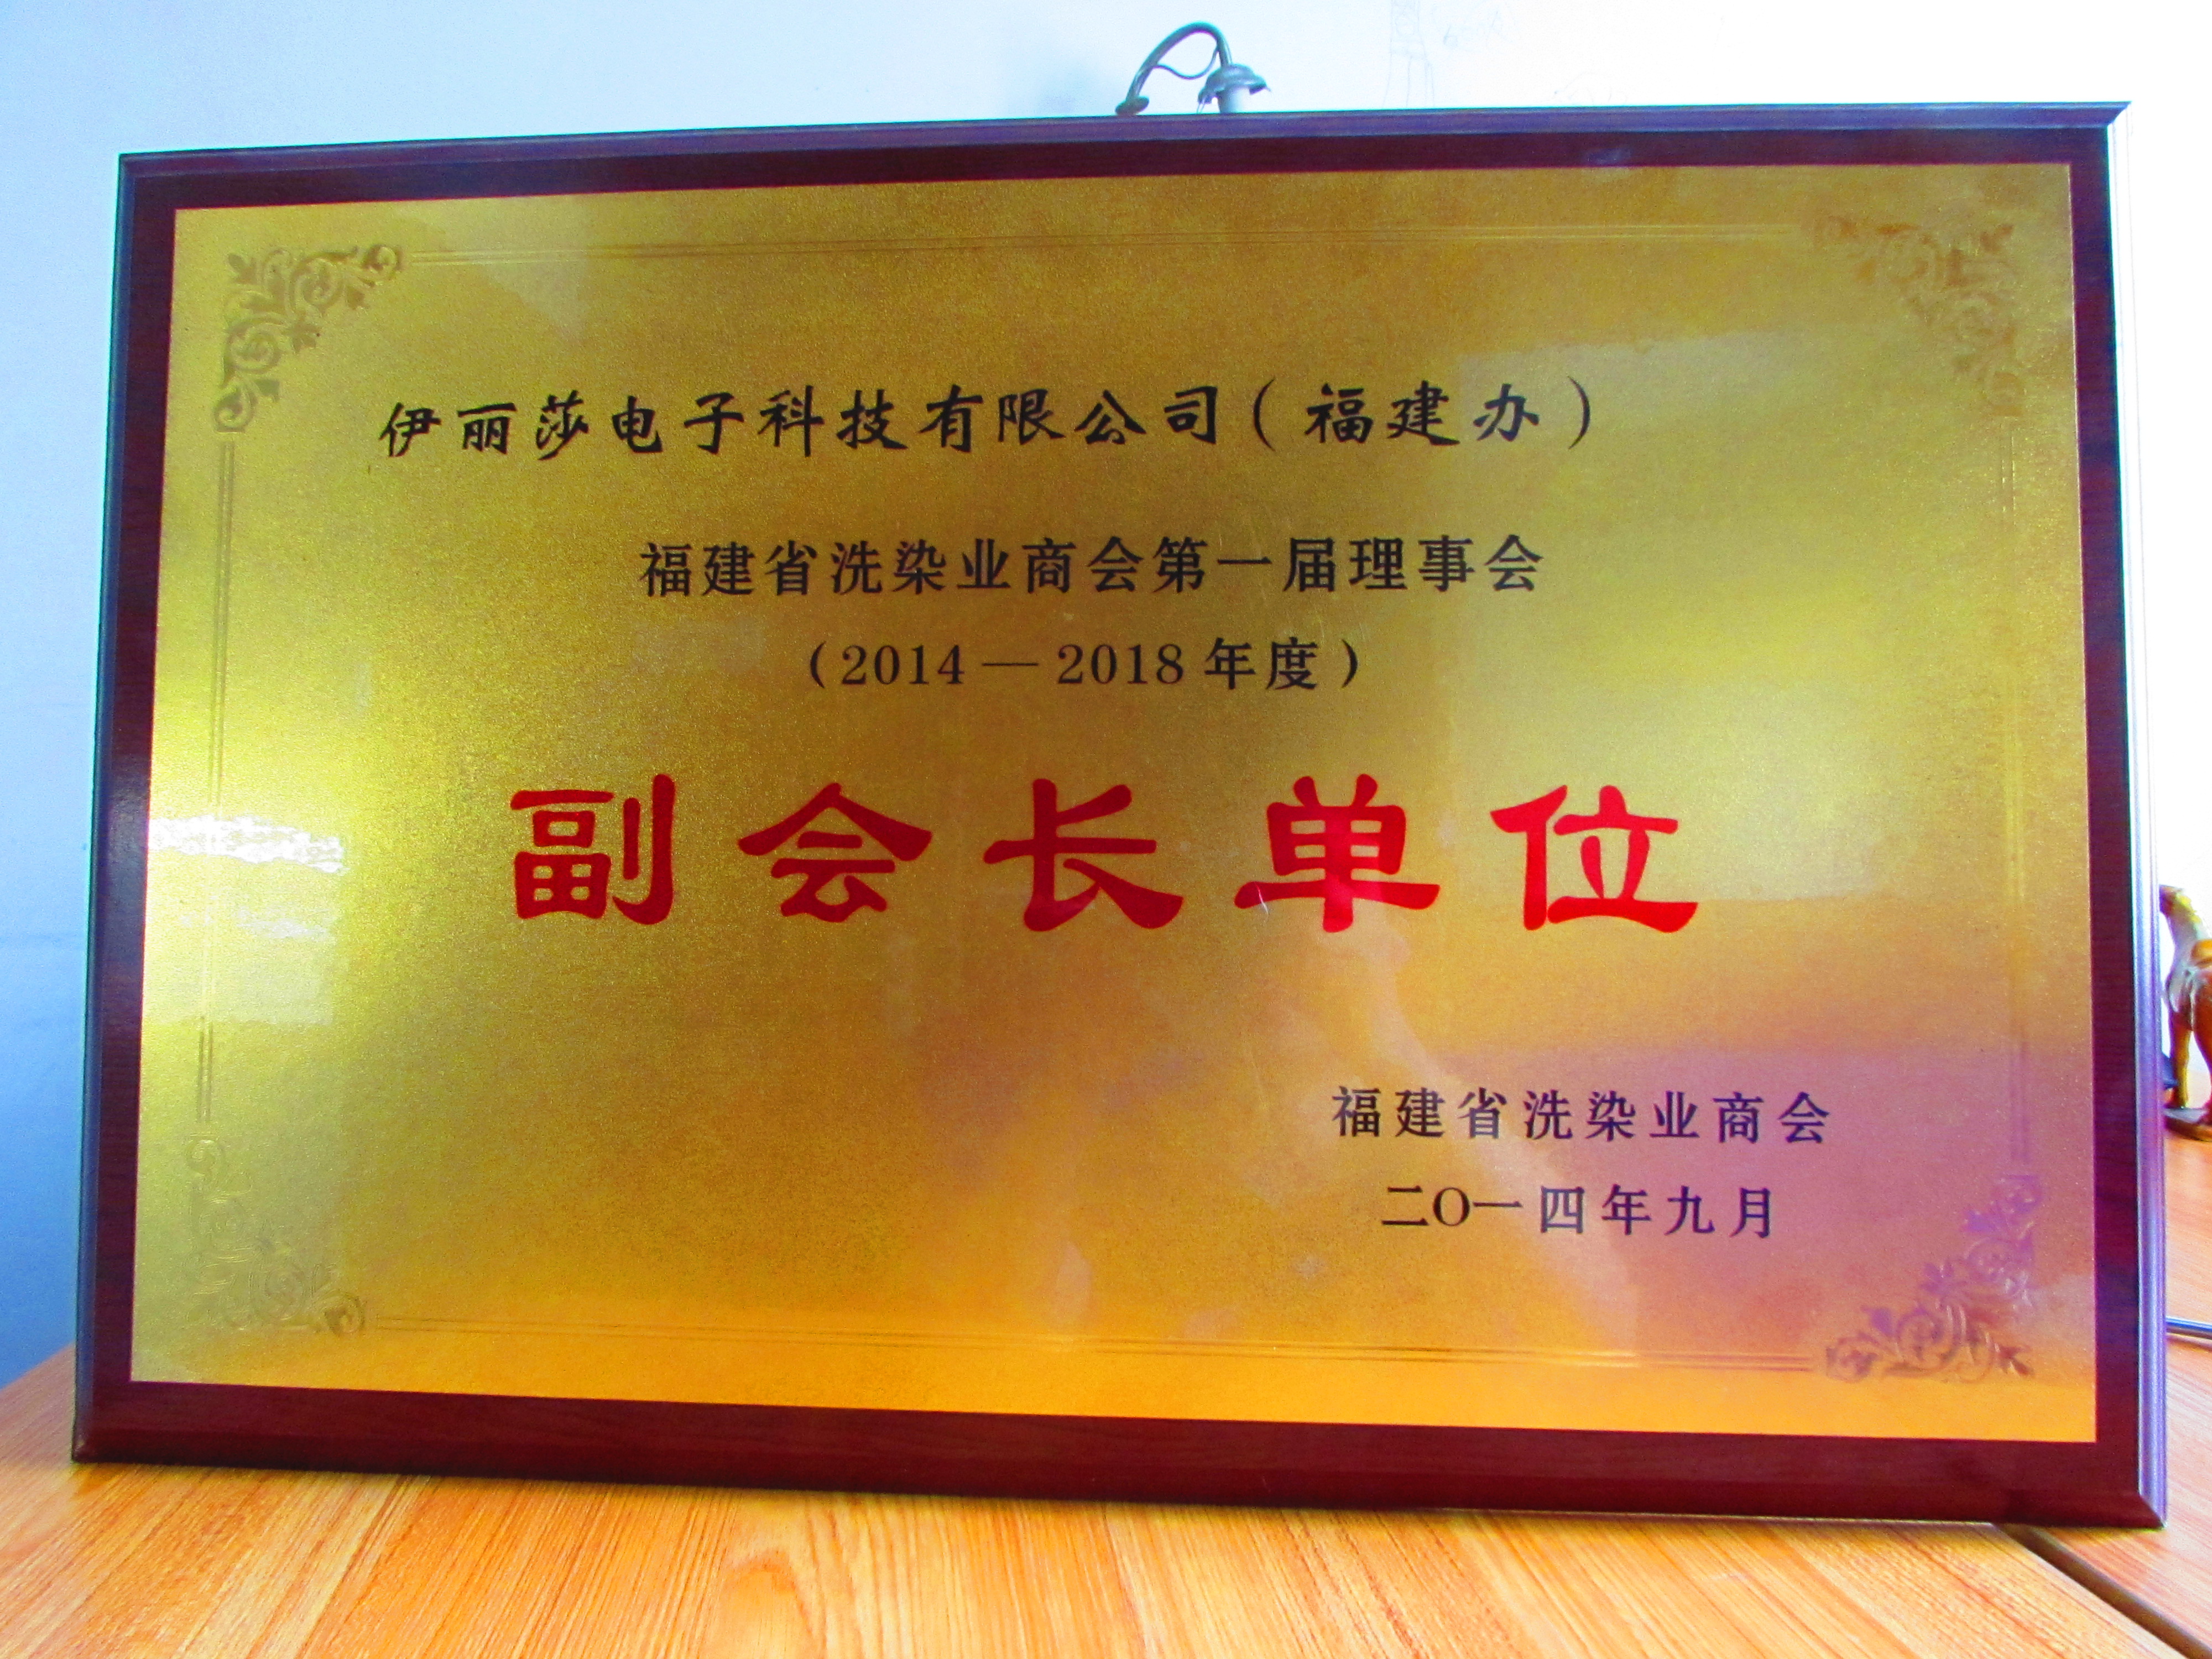 伊丽莎电子科技有限公司（福建办）
福建省洗染业商会第一届理事会
（2014—2018年度）
副会长单位
福建省洗染业商会
二〇一四年九月